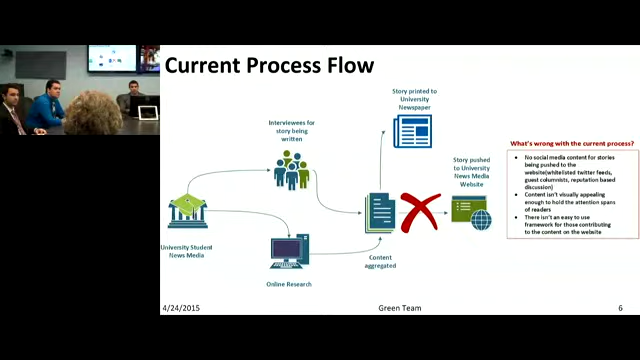 Current Process Flow
Story printed to
University
Newspaper
Interviewees for
story being
written
Story pushed to
University News Media
Website
University Student
News Media
Online Research
Content
aggregated
What's wrong with the current process?
• No social media content for stories
being pushed to the
website(whitelisted twitter feeds,
guest columnists, reputation based
discussion)
• Content isn't visually appealing
enough to hold the attention spans
of readers
• There isn't an easy to use
framework for those contributing
to the content on the website
4/24/2015
Green Team
6